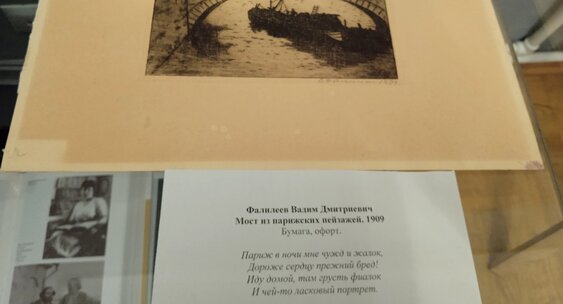 Фалилеев Вадим Дмитриевич
Мост из парижских пейзажей. 1909
Бумага, офорт.
Париж в ночи мне чужд и жалок,
Дороже сердцу прежний бред!
Иду домой, там грусть фиалок
И чей-то ласковый портрет.